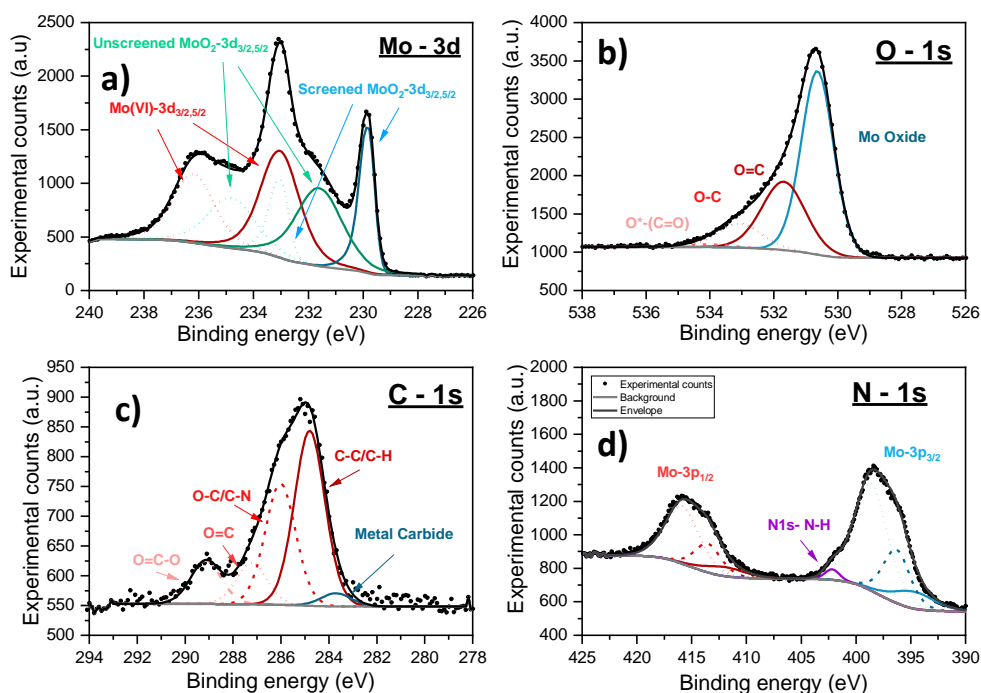 a)
Mo - 3d
Unscreened MoO₂-3d₃/₂,₅/₂
Screened MoO₂-3d₃/₂,₅/₂
Mo(VI)-3d₃/₂,₅/₂
Experimental counts (a.u)
2500
2000
1500
1000
500
0
240 238 236 234 232 230 228 226
Binding energy (eV)
b)
O - 1s
Mo Oxide
O=C
O-C
O*-(C=O)
Experimental counts (a.u.)
4000
3500
3000
2500
2000
1500
1000
500
538 536 534 532 530 528 526
Binding energy (eV)
c)
C - 1s
C-C/C-H
O-C/C-N
O=C
O=C-O
Metal Carbide
Experimental counts (a.u.)
950
900
850
800
750
700
650
600
550
500
294 292 290 288 286 284 282 280 278
Binding energy (eV)
Experimental counts
Background
Envelope
N - 1s
d)
Mo-3p₁/₂
Mo-3p₃/₂
N1s- N-H
Experimental counts (a.u.)
2000
1800
1600
1400
1200
1000
800
600
400
425 420 415 410 405 400 395 390
Binding energy (eV)